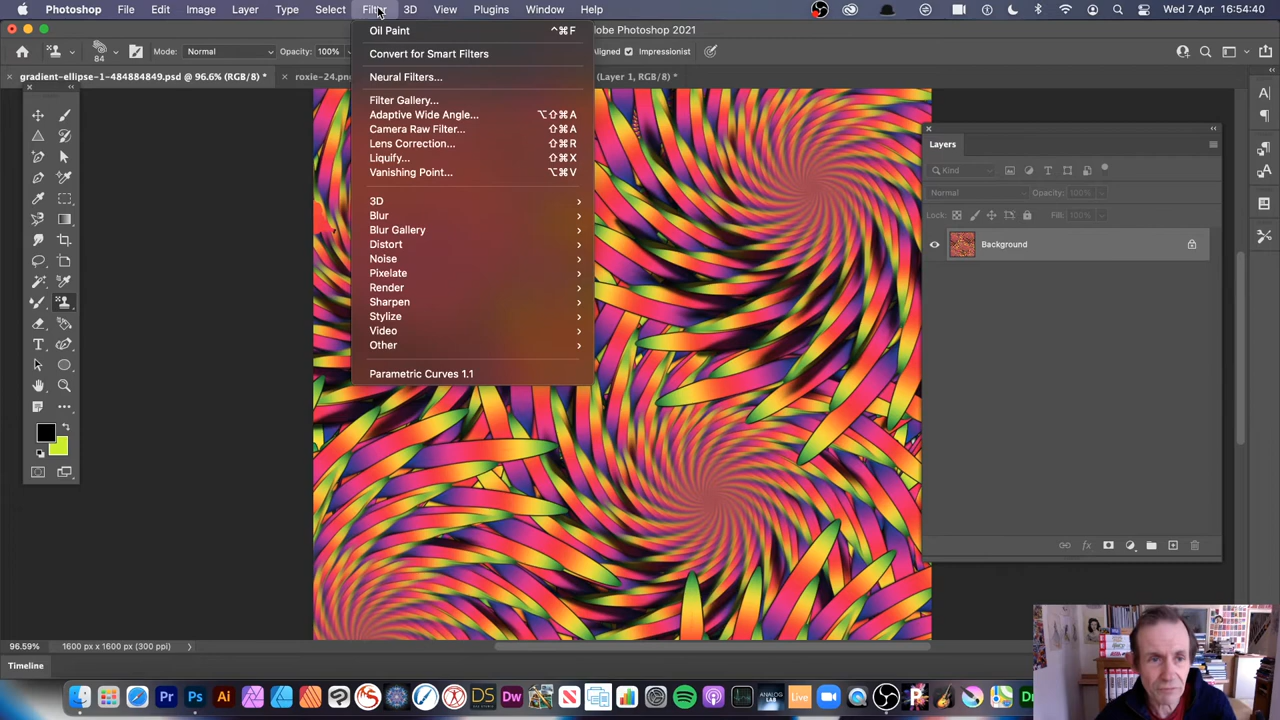 Photoshop File Edit Image Layer Type Select Filter 3D View Plugins Window Help Wed 7 Apr 16:54:40
Adobe Photoshop 2021
84 Mode: Normal Opacity: 100% Aligned Impressionist
gradient-ellipse-1-484884849.psd @ 96.6% (RGB/8) * roxie-24.png (Layer 1, RGB/8) *
Oil Paint ^⌘F
Convert for Smart Filters
Neural Filters...
Filter Gallery...
Adaptive Wide Angle... ⌥⇧⌘A
Camera Raw Filter... ⇧⌘A
Lens Correction... ⇧⌘R
Liquify... ⇧⌘X
Vanishing Point... ⌥⌘V
3D
Blur
Blur Gallery
Distort
Noise
Pixelate
Render
Sharpen
Stylize
Video
Other
Parametric Curves 1.1
Layers
Kind
Normal Opacity: 100%
Lock: Fill: 100%
Background
96.59% 1600 px x 1600 px (300 ppi)
Timeline